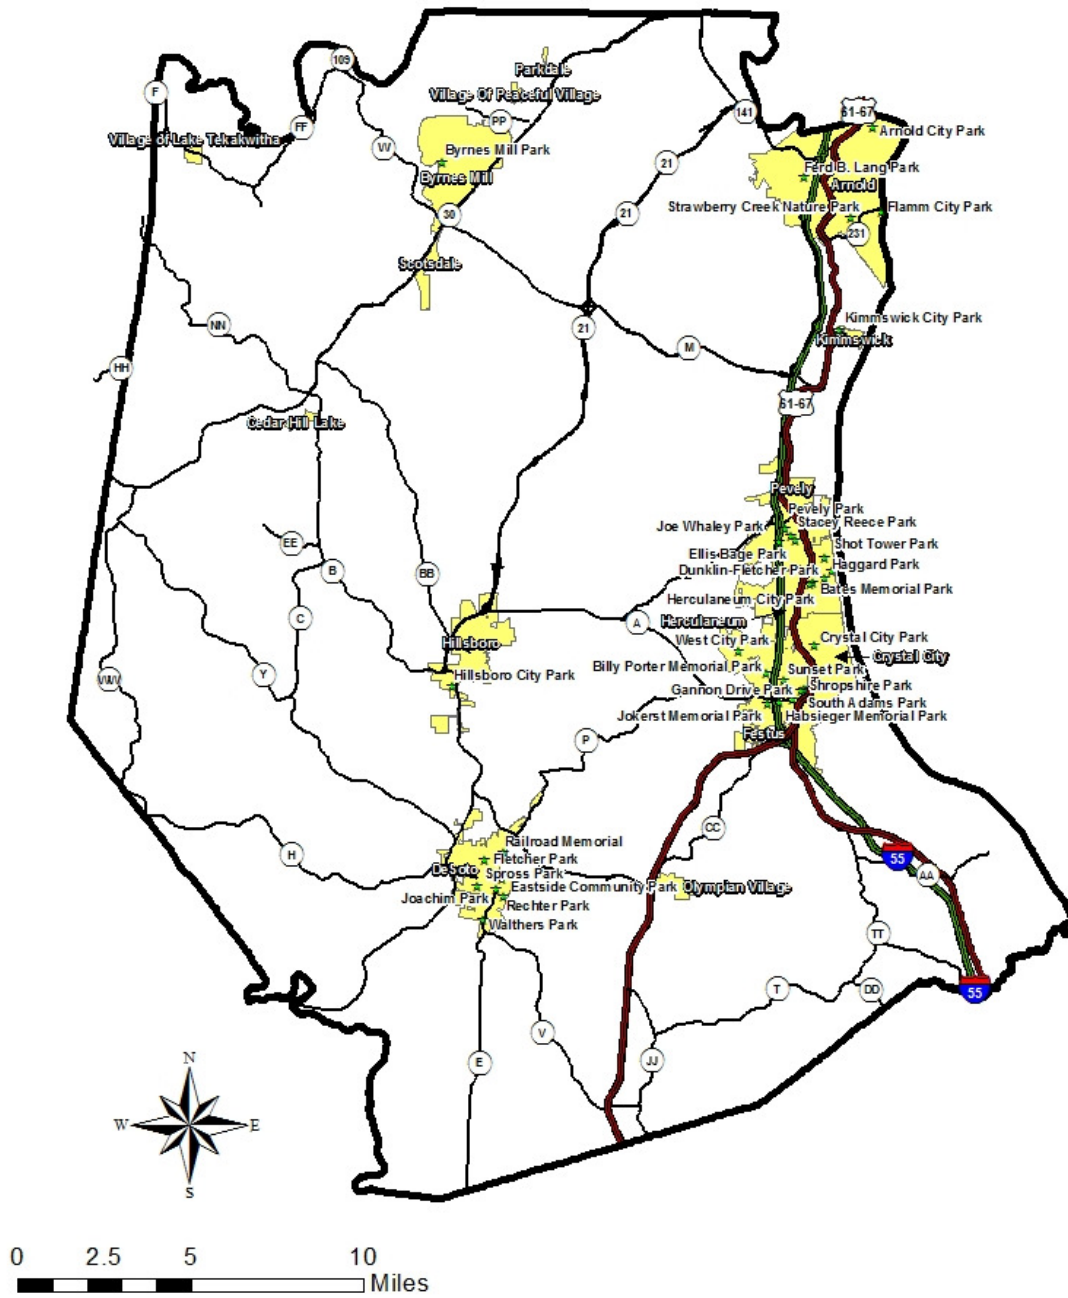 109
Parkdale
F
Village Of Peaceful Village
141
61-67
FF
PP
Arnold City Park
Village of Lake Tekakwitha
W
Byrnes Mill Park
21
Ferd B. Lang Park
Byrnes Mill
Arnold
30
21
Strawberry Creek Nature Park
Flamm City Park
231
Scotsdale
NN
21
Kimmswick City Park
M
Kimmswick
HH
61-67
Cedar Hill Lake
Pevely
Pevely Park
Joe Whaley Park
Stacey Reece Park
EE
Shot Tower Park
Ellis Bage Park
Haggard Park
B
BB
Dunklin-Fletcher Park
Bates Memorial Park
Herculaneum City Park
C
A
Herculaneum
Hillsboro
West City Park
Crystal City Park
Crystal City
Y
Hillsboro City Park
Billy Porter Memorial Park
Sunset Park
WW
Gannon Drive Park
Shropshire Park
South Adams Park
Jokerst Memorial Park
Habsieger Memorial Park
P
Festus
CC
Railroad Memorial
H
Fletcher Park
55
DeSoto
Spross Park
AA
Joachim Park
Eastside Community Park
Olympian Village
Rechter Park
Walthers Park
TT
T
DD
55
V
E
JJ
N
W
E
S
0
2.5
5
10
Miles